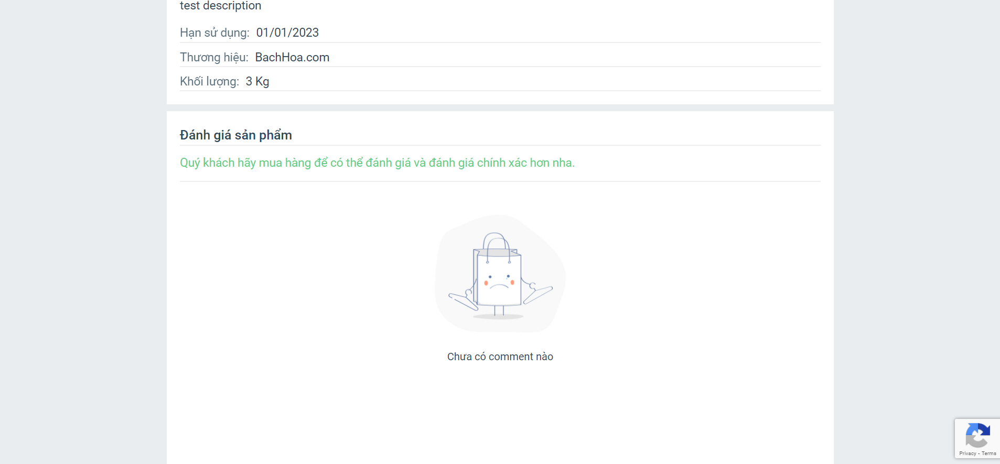 test description
Hạn sử dụng: 01/01/2023
Thương hiệu: BachHoa.com
Khối lượng: 3 Kg
Đánh giá sản phẩm
Quý khách hãy mua hàng để có thể đánh giá và đánh giá chính xác hơn nha.
Chưa có comment nào
Privacy - Terms